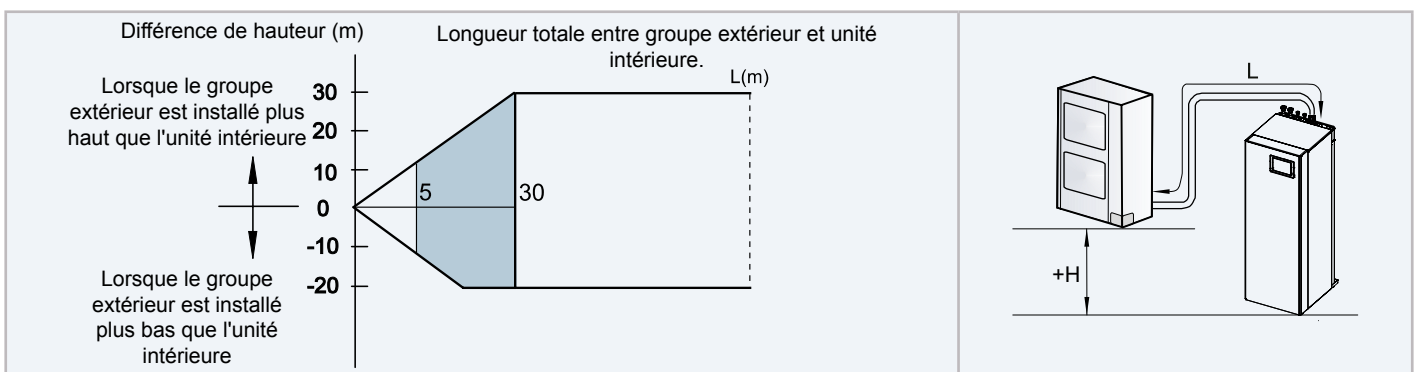 Différence de hauteur (m)
Longueur totale entre groupe extérieur et unité
intérieure.
L(m)
Lorsque le groupe
extérieur est installé plus
haut que l'unité intérieure
30
20
10
0
-10
-20
5
30
Lorsque le groupe
extérieur est installé
plus bas que l'unité
intérieure
L
+H